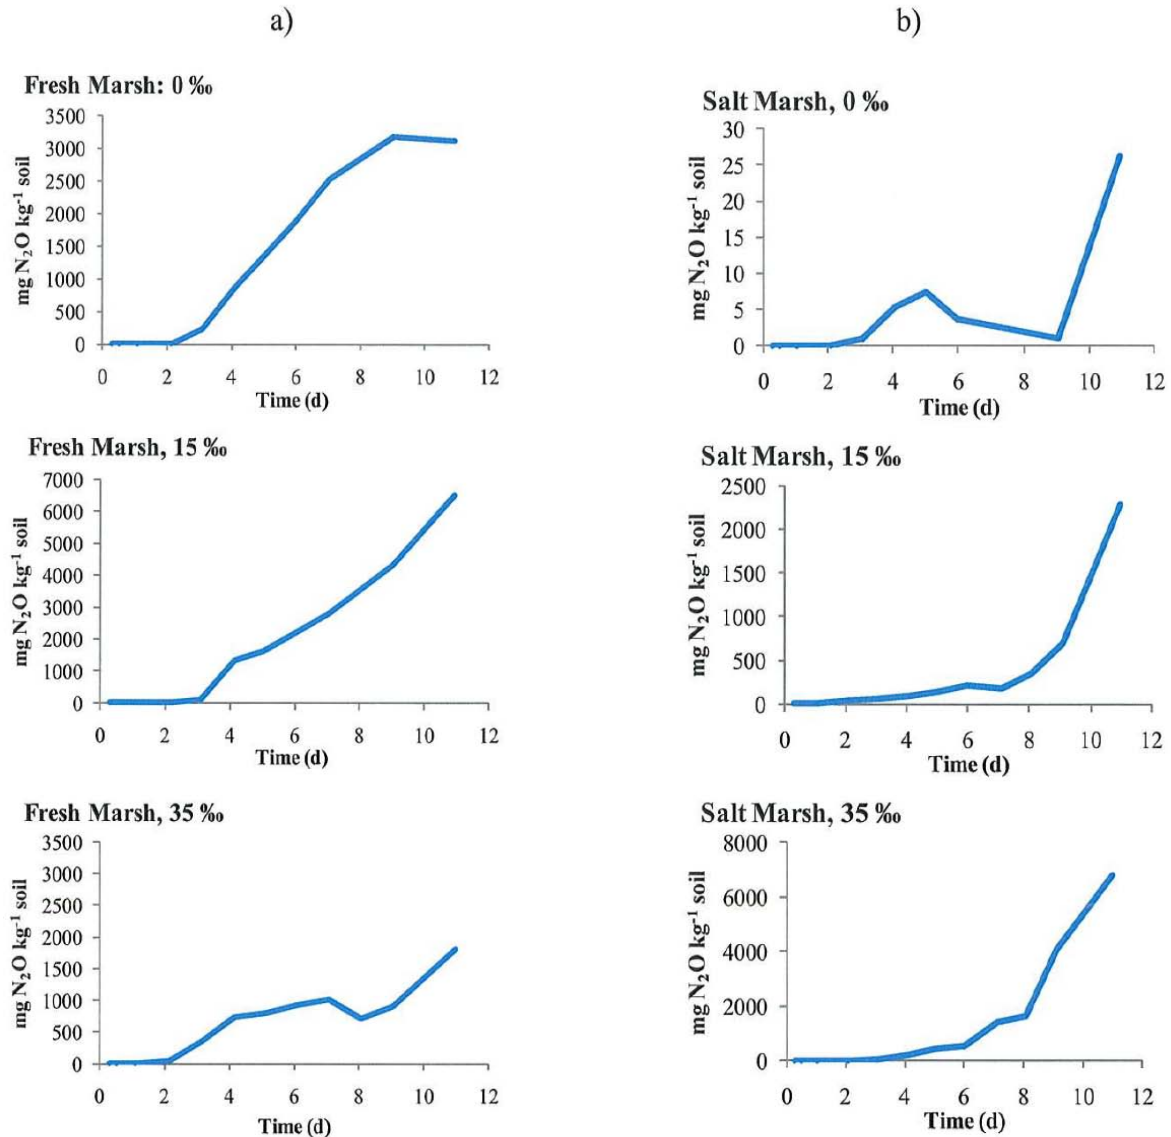 a)
Fresh Marsh: 0 ‰
mg N₂O kg⁻¹ soil
3500
3000
2500
2000
1500
1000
500
0
0 2 4 6 8 10 12
Time (d)
Fresh Marsh, 15 ‰
mg N₂O kg⁻¹ soil
7000
6000
5000
4000
3000
2000
1000
0
0 2 4 6 8 10 12
Time (d)
Fresh Marsh, 35 ‰
mg N₂O kg⁻¹ soil
3500
3000
2500
2000
1500
1000
500
0
0 2 4 6 8 10 12
Time (d)
b)
Salt Marsh, 0 ‰
mg N₂O kg⁻¹ soil
30
25
20
15
10
5
0
0 2 4 6 8 10 12
Time (d)
Salt Marsh, 15 ‰
mg N₂O kg⁻¹ soil
2500
2000
1500
1000
500
0
0 2 4 6 8 10 12
Time (d)
Salt Marsh, 35 ‰
mg N₂O kg⁻¹ soil
8000
6000
4000
2000
0
0 2 4 6 8 10 12
Time (d)